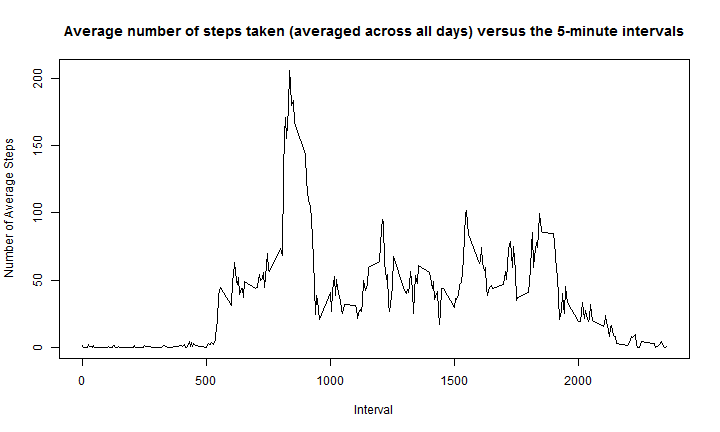 Average number of steps taken (averaged across all days) versus the 5-minute intervals
Number of Average Steps
200
150
100
50
0
0 500 1000 1500 2000
Interval